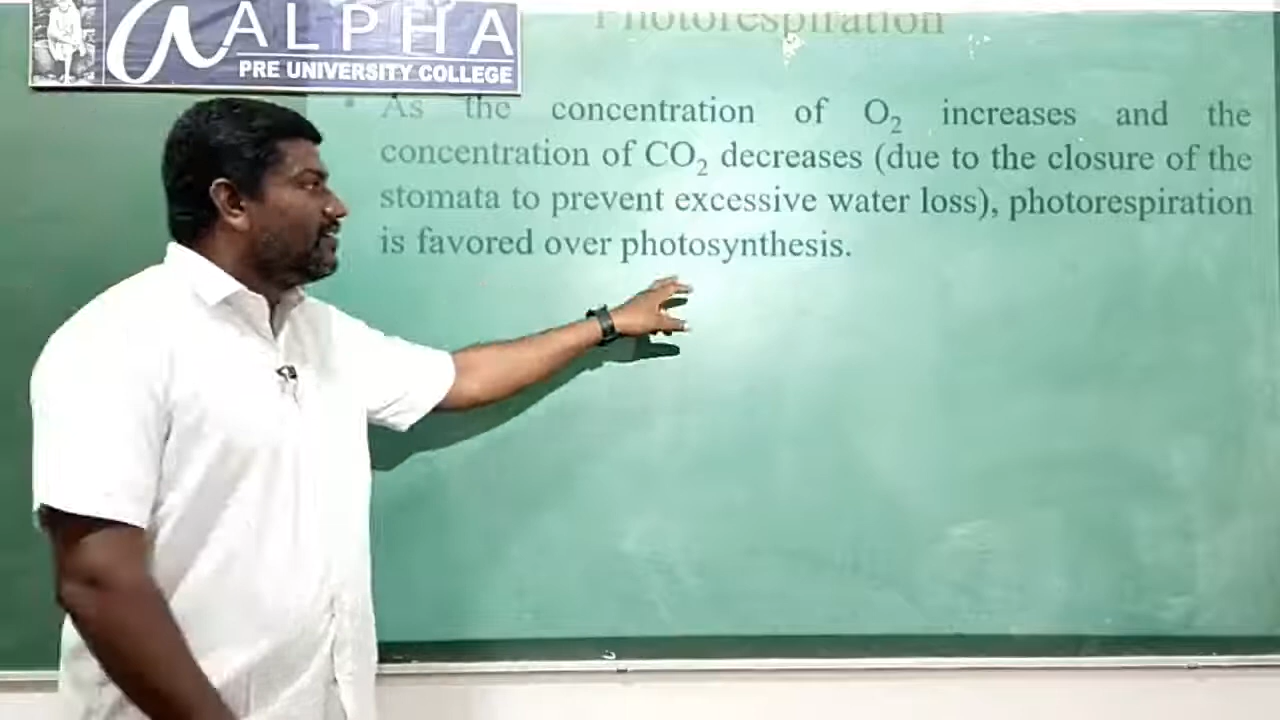 ALPHA
PRE UNIVERSITY COLLEGE
Photorespiration
• As the concentration of O₂ increases and the
concentration of CO₂ decreases (due to the closure of the
stomata to prevent excessive water loss), photorespiration
is favored over photosynthesis.